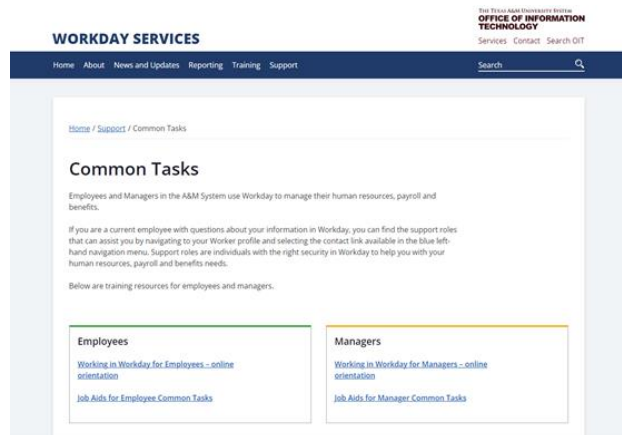 THE TEXAS A&M UNIVERSITY SYSTEM
OFFICE OF INFORMATION
TECHNOLOGY
WORKDAY SERVICES
Services Contact Search OIT
Home About News and Updates Reporting Training Support Search
Home / Support / Common Tasks
Common Tasks
Employees and Managers in the A&M System use Workday to manage their human resources, payroll and
benefits.
If you are a current employee with questions about your information in Workday, you can find the support roles
that can assist you by navigating to your Worker profile and selecting the contact link available in the blue left-
hand navigation menu. Support roles are individuals with the right security in Workday to help you with your
human resources, payroll and benefits needs.
Below are training resources for employees and managers.
Employees
Working in Workday for Employees – online
orientation
Job Aids for Employee Common Tasks
Managers
Working in Workday for Managers – online
orientation
Job Aids for Manager Common Tasks